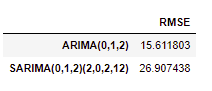 RMSE
ARIMA(0,1,2) 15.611803
SARIMA(0,1,2)(2,0,2,12) 26.907438